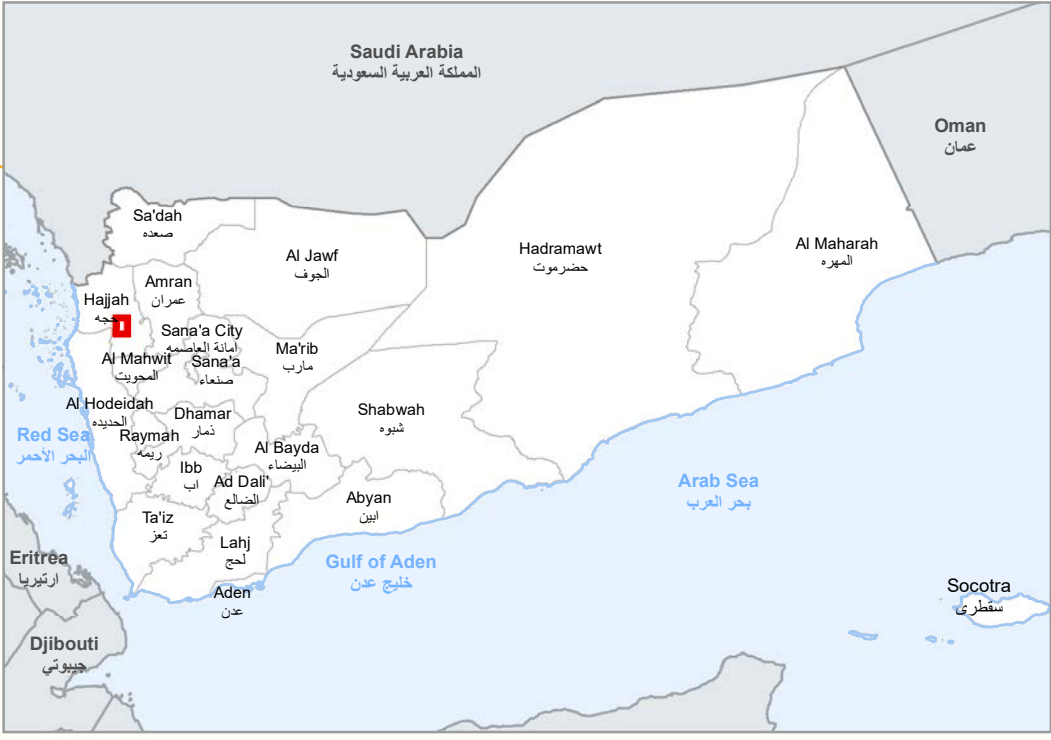 Saudi Arabia
المملكة العربية السعودية
Oman
عمان
Sa'dah
صعده
Al Jawf
الجوف
Hadramawt
حضرموت
Al Maharah
المهره
Amran
عمران
Hajjah
حجه
Sana'a City
امانة العاصمه
Ma'rib
مارب
Al Mahwit
المحويت
Sana'a
صنعاء
Al Hodeidah
الحديده
Dhamar
ذمار
Shabwah
شبوه
Red Sea
البحر الأحمر
Raymah
ريمه
Al Bayda
البيضاء
Ibb
اب
Ad Dali'
الضالع
Arab Sea
بحر العرب
Abyan
ابين
Ta'iz
تعز
Lahj
لحج
Eritrea
ارتيريا
Gulf of Aden
خليج عدن
Aden
عدن
Socotra
سقطرى
Djibouti
جيبوتي